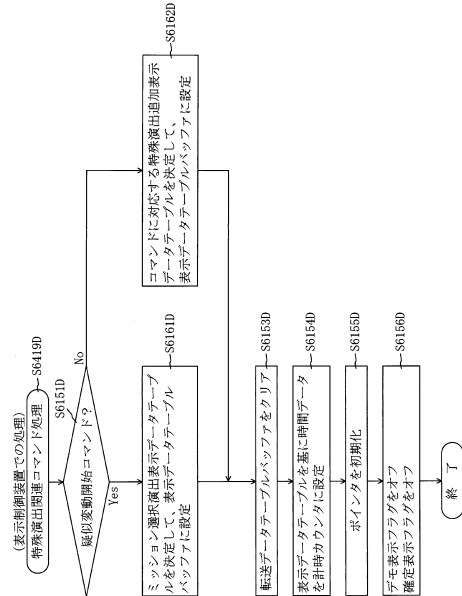 (表示制御装置での処理)
特殊演出関連コマンド処理
S6419D
疑似変動開始コマンド?
S6151D
No
Yes
ミッション選択演出表示データテーブ
ルを決定して、表示データテーブル
バッファに設定
S6161D
コマンドに対応する特殊演出追加表示
データテーブルを決定して、
表示データテーブルバッファに設定
S6162D
転送データテーブルバッファをクリア
S6153D
表示データテーブルを基に時間データ
を計時カウンタに設定
S6154D
ポインタを初期化
S6155D
デモ表示フラグをオフ
確定表示フラグをオフ
S6156D
終 了